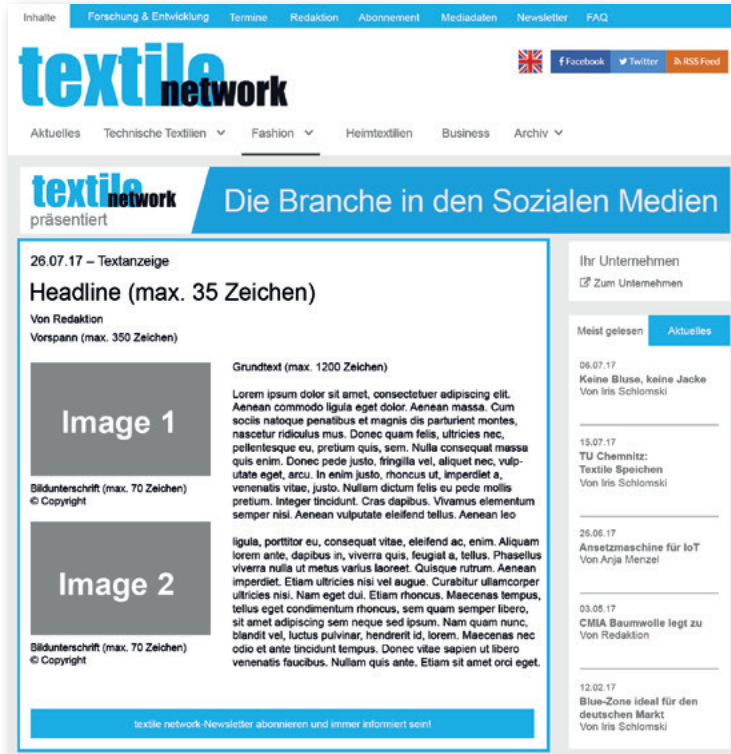 Inhalte Forschung & Entwicklung Termine Redaktion Abonnement Mediadaten Newsletter FAQ
textile network
Facebook Twitter RSS Feed
Aktuelles Technische Textilien Fashion Heimtextilien Business Archiv
textile network
präsentiert
Die Branche in den Sozialen Medien
26.07.17 – Textanzeige
Headline (max. 35 Zeichen)
Von Redaktion
Vorspann (max. 350 Zeichen)
Image 1
Bildunterschrift (max. 70 Zeichen)
© Copyright
Image 2
Bildunterschrift (max. 70 Zeichen)
© Copyright
Grundtext (max. 1200 Zeichen)
Lorem ipsum dolor sit amet, consectetuer adipiscing elit.
Aenean commodo ligula eget dolor. Aenean massa. Cum
sociis natoque penatibus et magnis dis parturient montes,
nascetur ridiculus mus. Donec quam felis, ultricies nec,
pellentesque eu, pretium quis, sem. Nulla consequat massa
quis enim. Donec pede justo, fringilla vel, aliquet nec, vulp-
utate eget, arcu. In enim justo, rhoncus ut, imperdiet a,
venenatis vitae, justo. Nullam dictum felis eu pede mollis
pretium. Integer tincidunt. Cras dapibus. Vivamus elementum
semper nisi. Aenean vulputate eleifend tellus. Aenean leo
ligula, porttitor eu, consequat vitae, eleifend ac, enim. Aliquam
lorem ante, dapibus in, viverra quis, feugiat a, tellus. Phasellus
viverra nulla ut metus varius laoreet. Quisque rutrum. Aenean
imperdiet. Etiam ultricies nisi vel augue. Curabitur ullamcorper
ultricies nisi. Nam eget dui. Etiam rhoncus. Maecenas tempus,
tellus eget condimentum rhoncus, sem quam semper libero,
sit amet adipiscing sem neque sed ipsum. Nam quam nunc,
blandit vel, luctus pulvinar, hendrerit id, lorem. Maecenas nec
odio et ante tincidunt tempus. Donec vitae sapien ut libero
venenatis faucibus. Nullam quis ante. Etiam sit amet orci eget.
textile network-Newsletter abonnieren und immer informiert sein!
Ihr Unternehmen
Zum Unternehmen
Meist gelesen Aktuelles
06.07.17
Keine Bluse, keine Jacke
Von Iris Schlomski
15.07.17
TU Chemnitz:
Textile Speichen
Von Iris Schlomski
26.06.17
Ansetzmaschine für IoT
Von Anja Menzel
03.05.17
CMIA Baumwolle legt zu
Von Redaktion
12.02.17
Blue-Zone ideal für den
deutschen Markt
Von Iris Schlomski